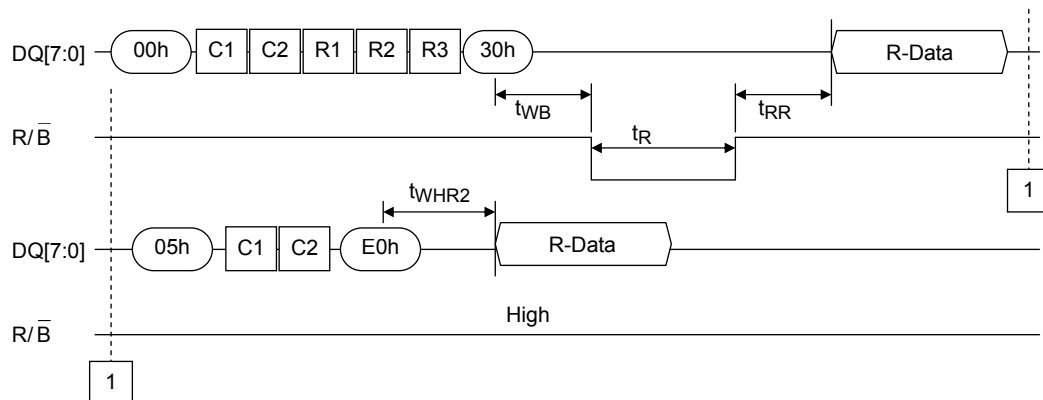 DQ[7:0] 00h C1 C2 R1 R2 R3 30h R-Data
tWB tRR
R/B̅ tR
1
tWHR2
DQ[7:0] 05h C1 C2 E0h R-Data
High
R/B̅
1